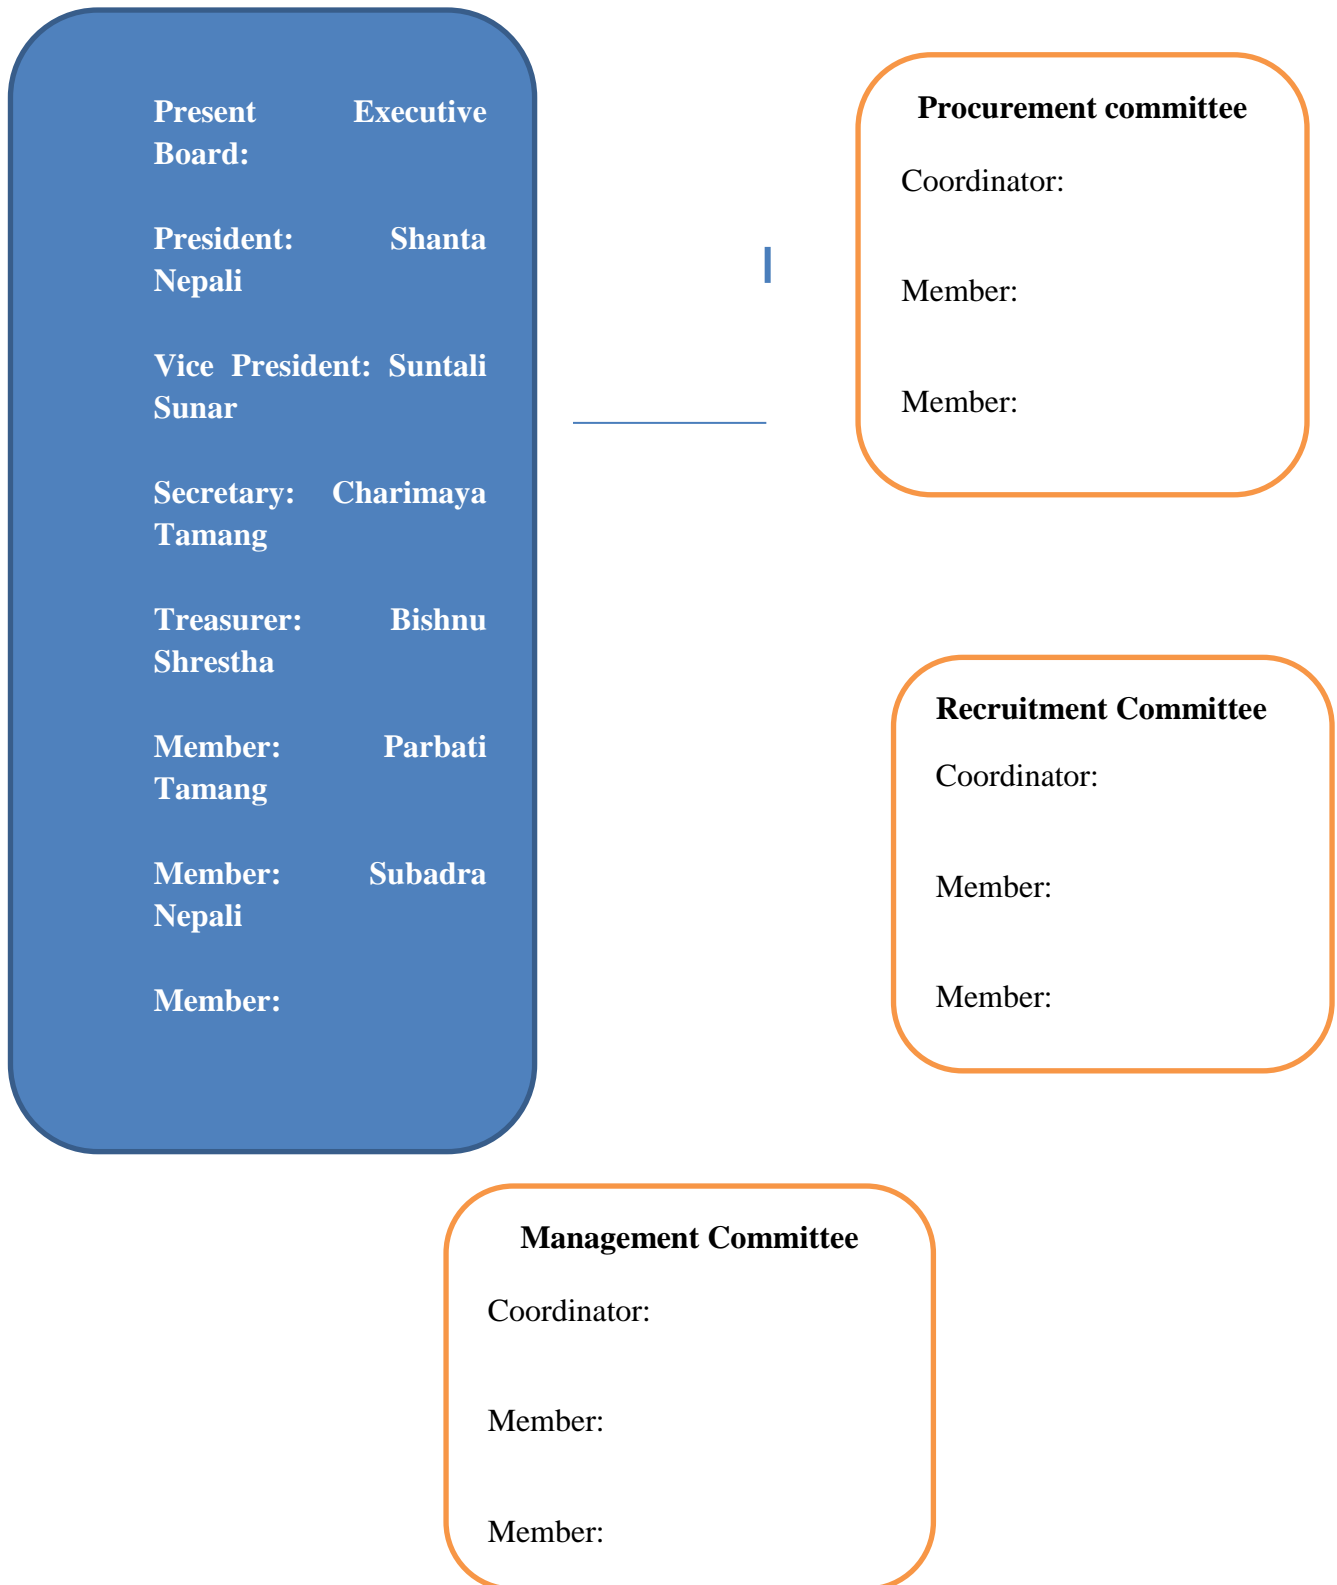 Present Executive
Board:
President: Shanta
Nepali
Vice President: Suntali
Sunar
Secretary: Charimaya
Tamang
Treasurer: Bishnu
Shrestha
Member: Parbati
Tamang
Member: Subadra
Nepali
Member:
Procurement committee
Coordinator:
Member:
Member:
Recruitment Committee
Coordinator:
Member:
Member:
Management Committee
Coordinator:
Member:
Member: